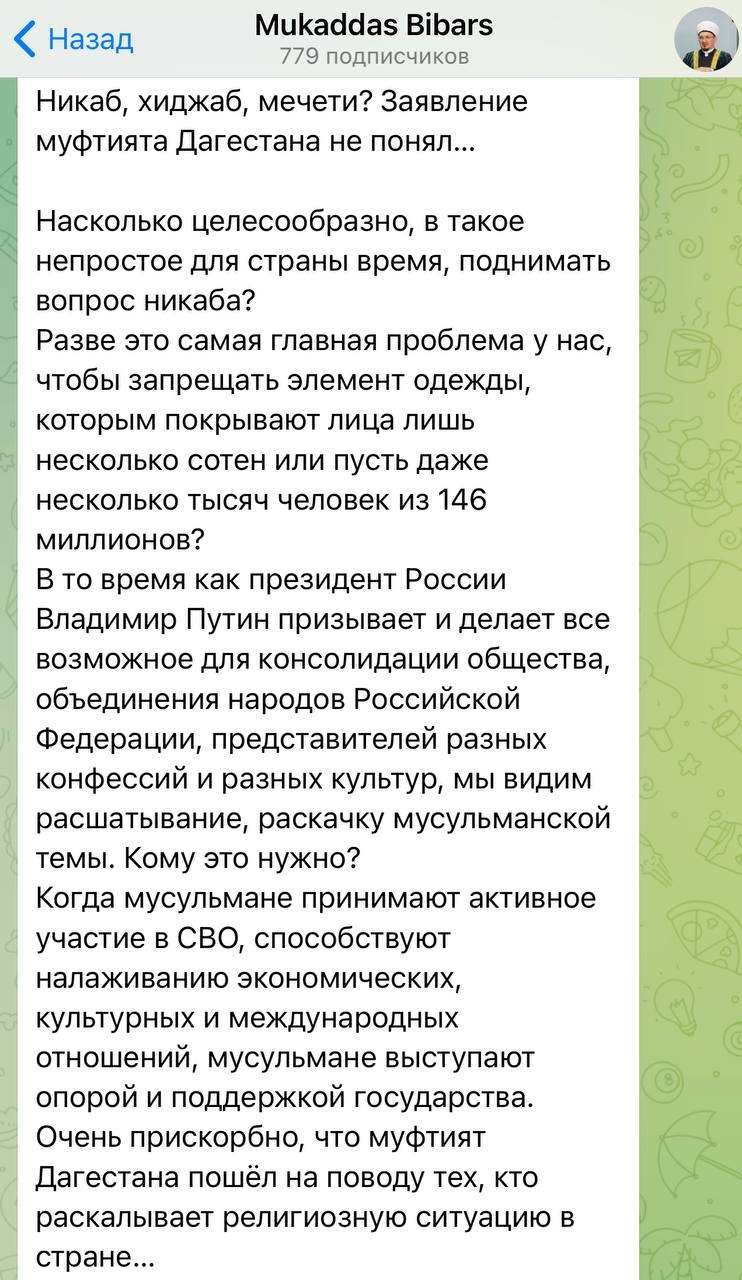 Назад
Mukaddas Bibars
779 подписчиков
Никаб, хиджаб, мечети? Заявление
муфтията Дагестана не понял...
Насколько целесообразно, в такое
непростое для страны время, поднимать
вопрос никаба?
Разве это самая главная проблема у нас,
чтобы запрещать элемент одежды,
которым покрывают лица лишь
несколько сотен или пусть даже
несколько тысяч человек из 146
миллионов?
В то время как президент России
Владимир Путин призывает и делает все
возможное для консолидации общества,
объединения народов Российской
Федерации, представителей разных
конфессий и разных культур, мы видим
расшатывание, раскачку мусульманской
темы. Кому это нужно?
Когда мусульмане принимают активное
участие в СВО, способствуют
налаживанию экономических,
культурных и международных
отношений, мусульмане выступают
опорой и поддержкой государства.
Очень прискорбно, что муфтият
Дагестана пошёл на поводу тех, кто
раскалывает религиозную ситуацию в
стране...